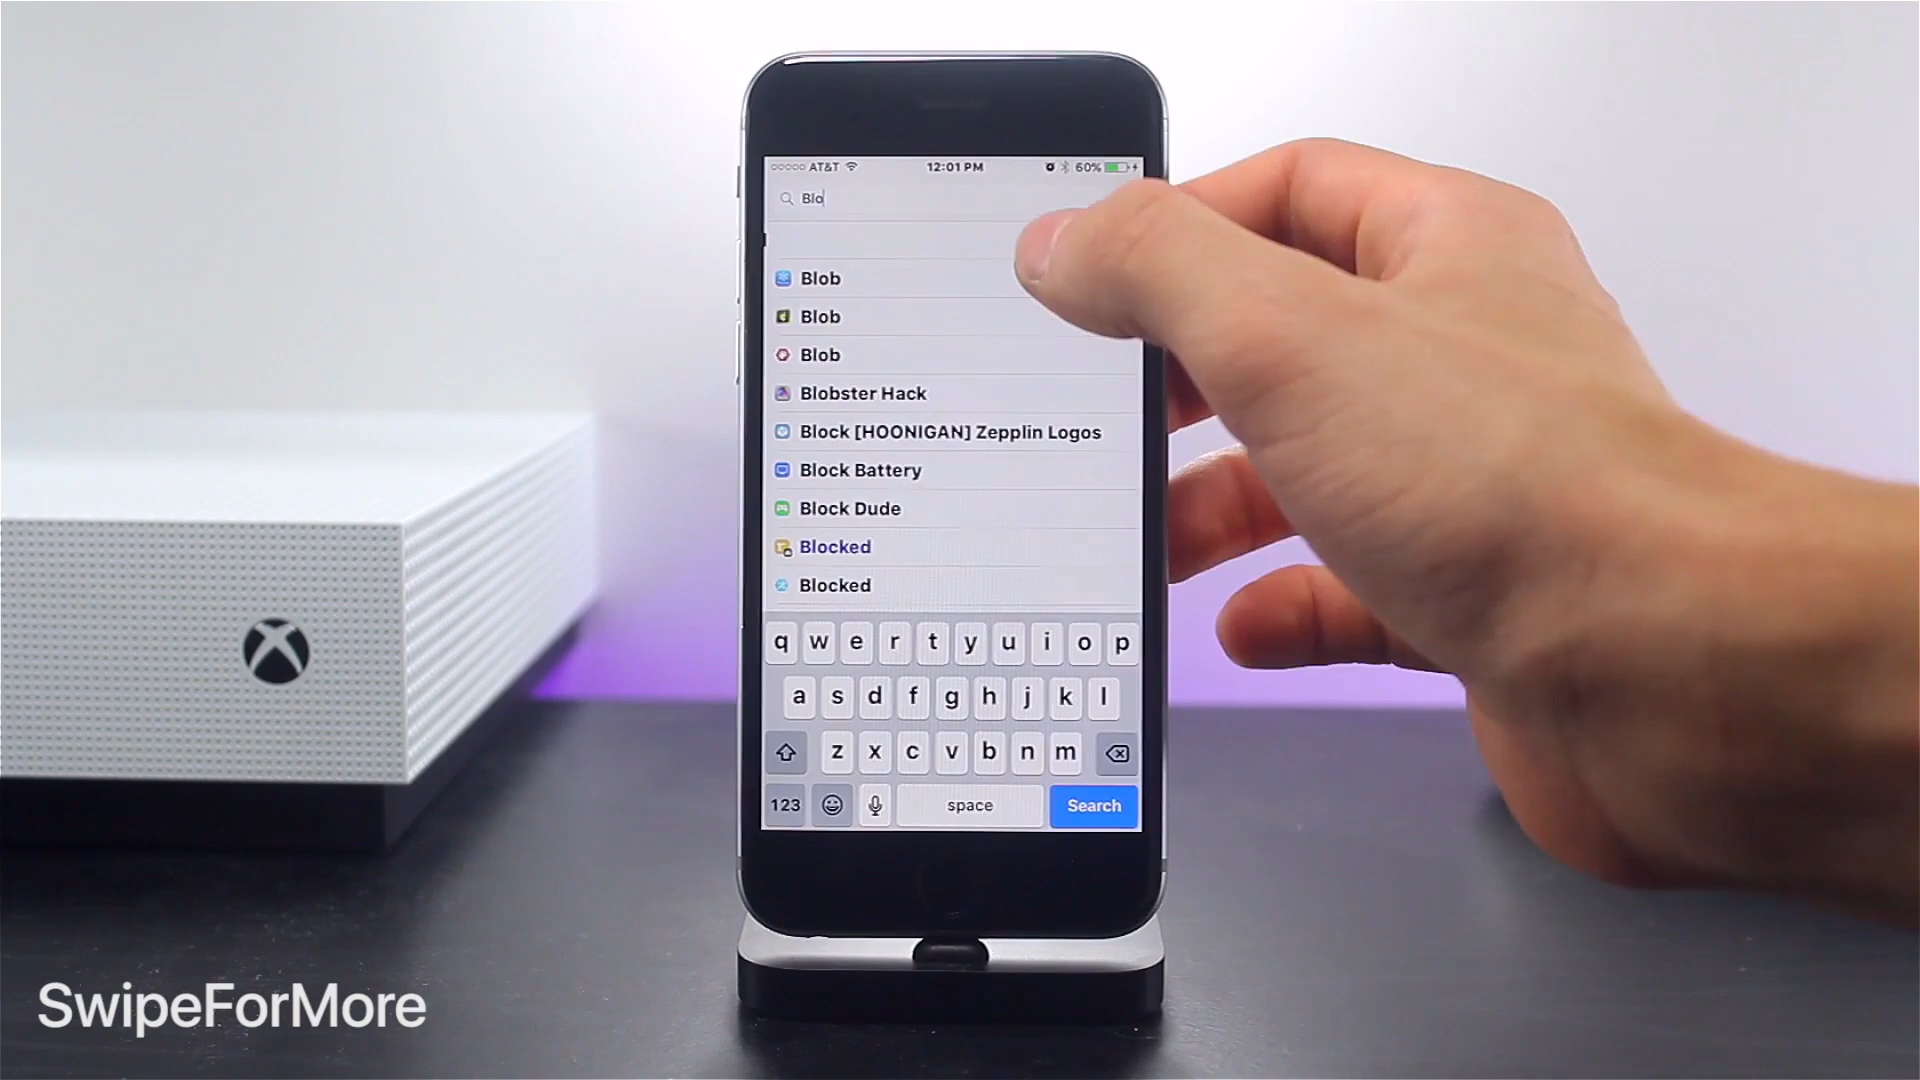 AT&T 12:01 PM 60%
Blo
Blob
Blob
Blob
Blobster Hack
Block [HOONIGAN] Zepplin Logos
Block Battery
Block Dude
Blocked
Blocked
q w e r t y u i o p
a s d f g h j k l
z x c v b n m
123 space Search
SwipeForMore